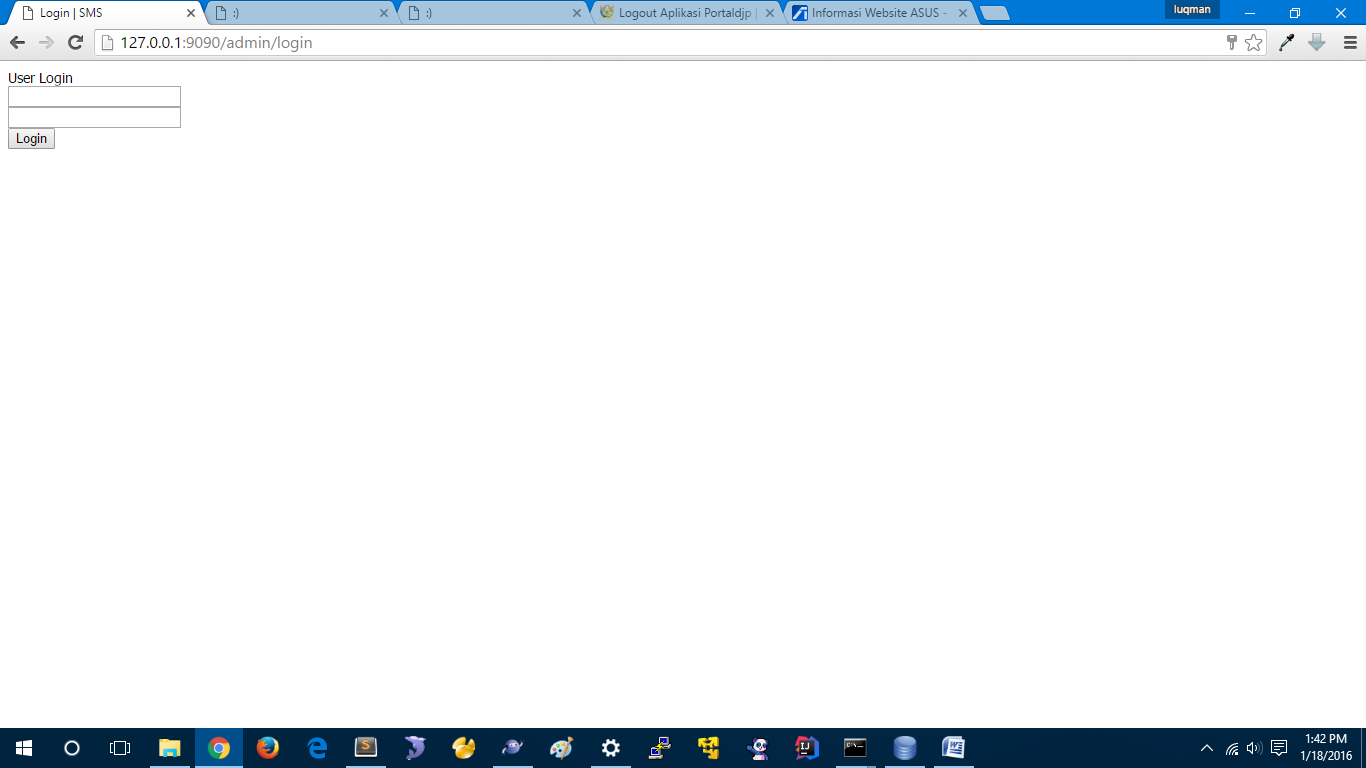 Login | SMS
:)
:)
Logout Aplikasi Portaldjp |
Informasi Website ASUS -
luqman
127.0.0.1:9090/admin/login
User Login
Login
1:42 PM
1/18/2016